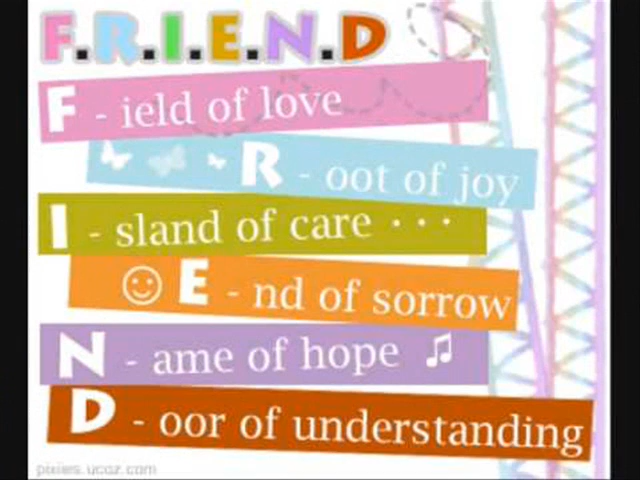 F.R.I.E.N.D
F - ield of love
R - oot of joy
I - sland of care . . .
☺ E - nd of sorrow
N - ame of hope ♫
D - oor of understanding
pixies.ucoz.com